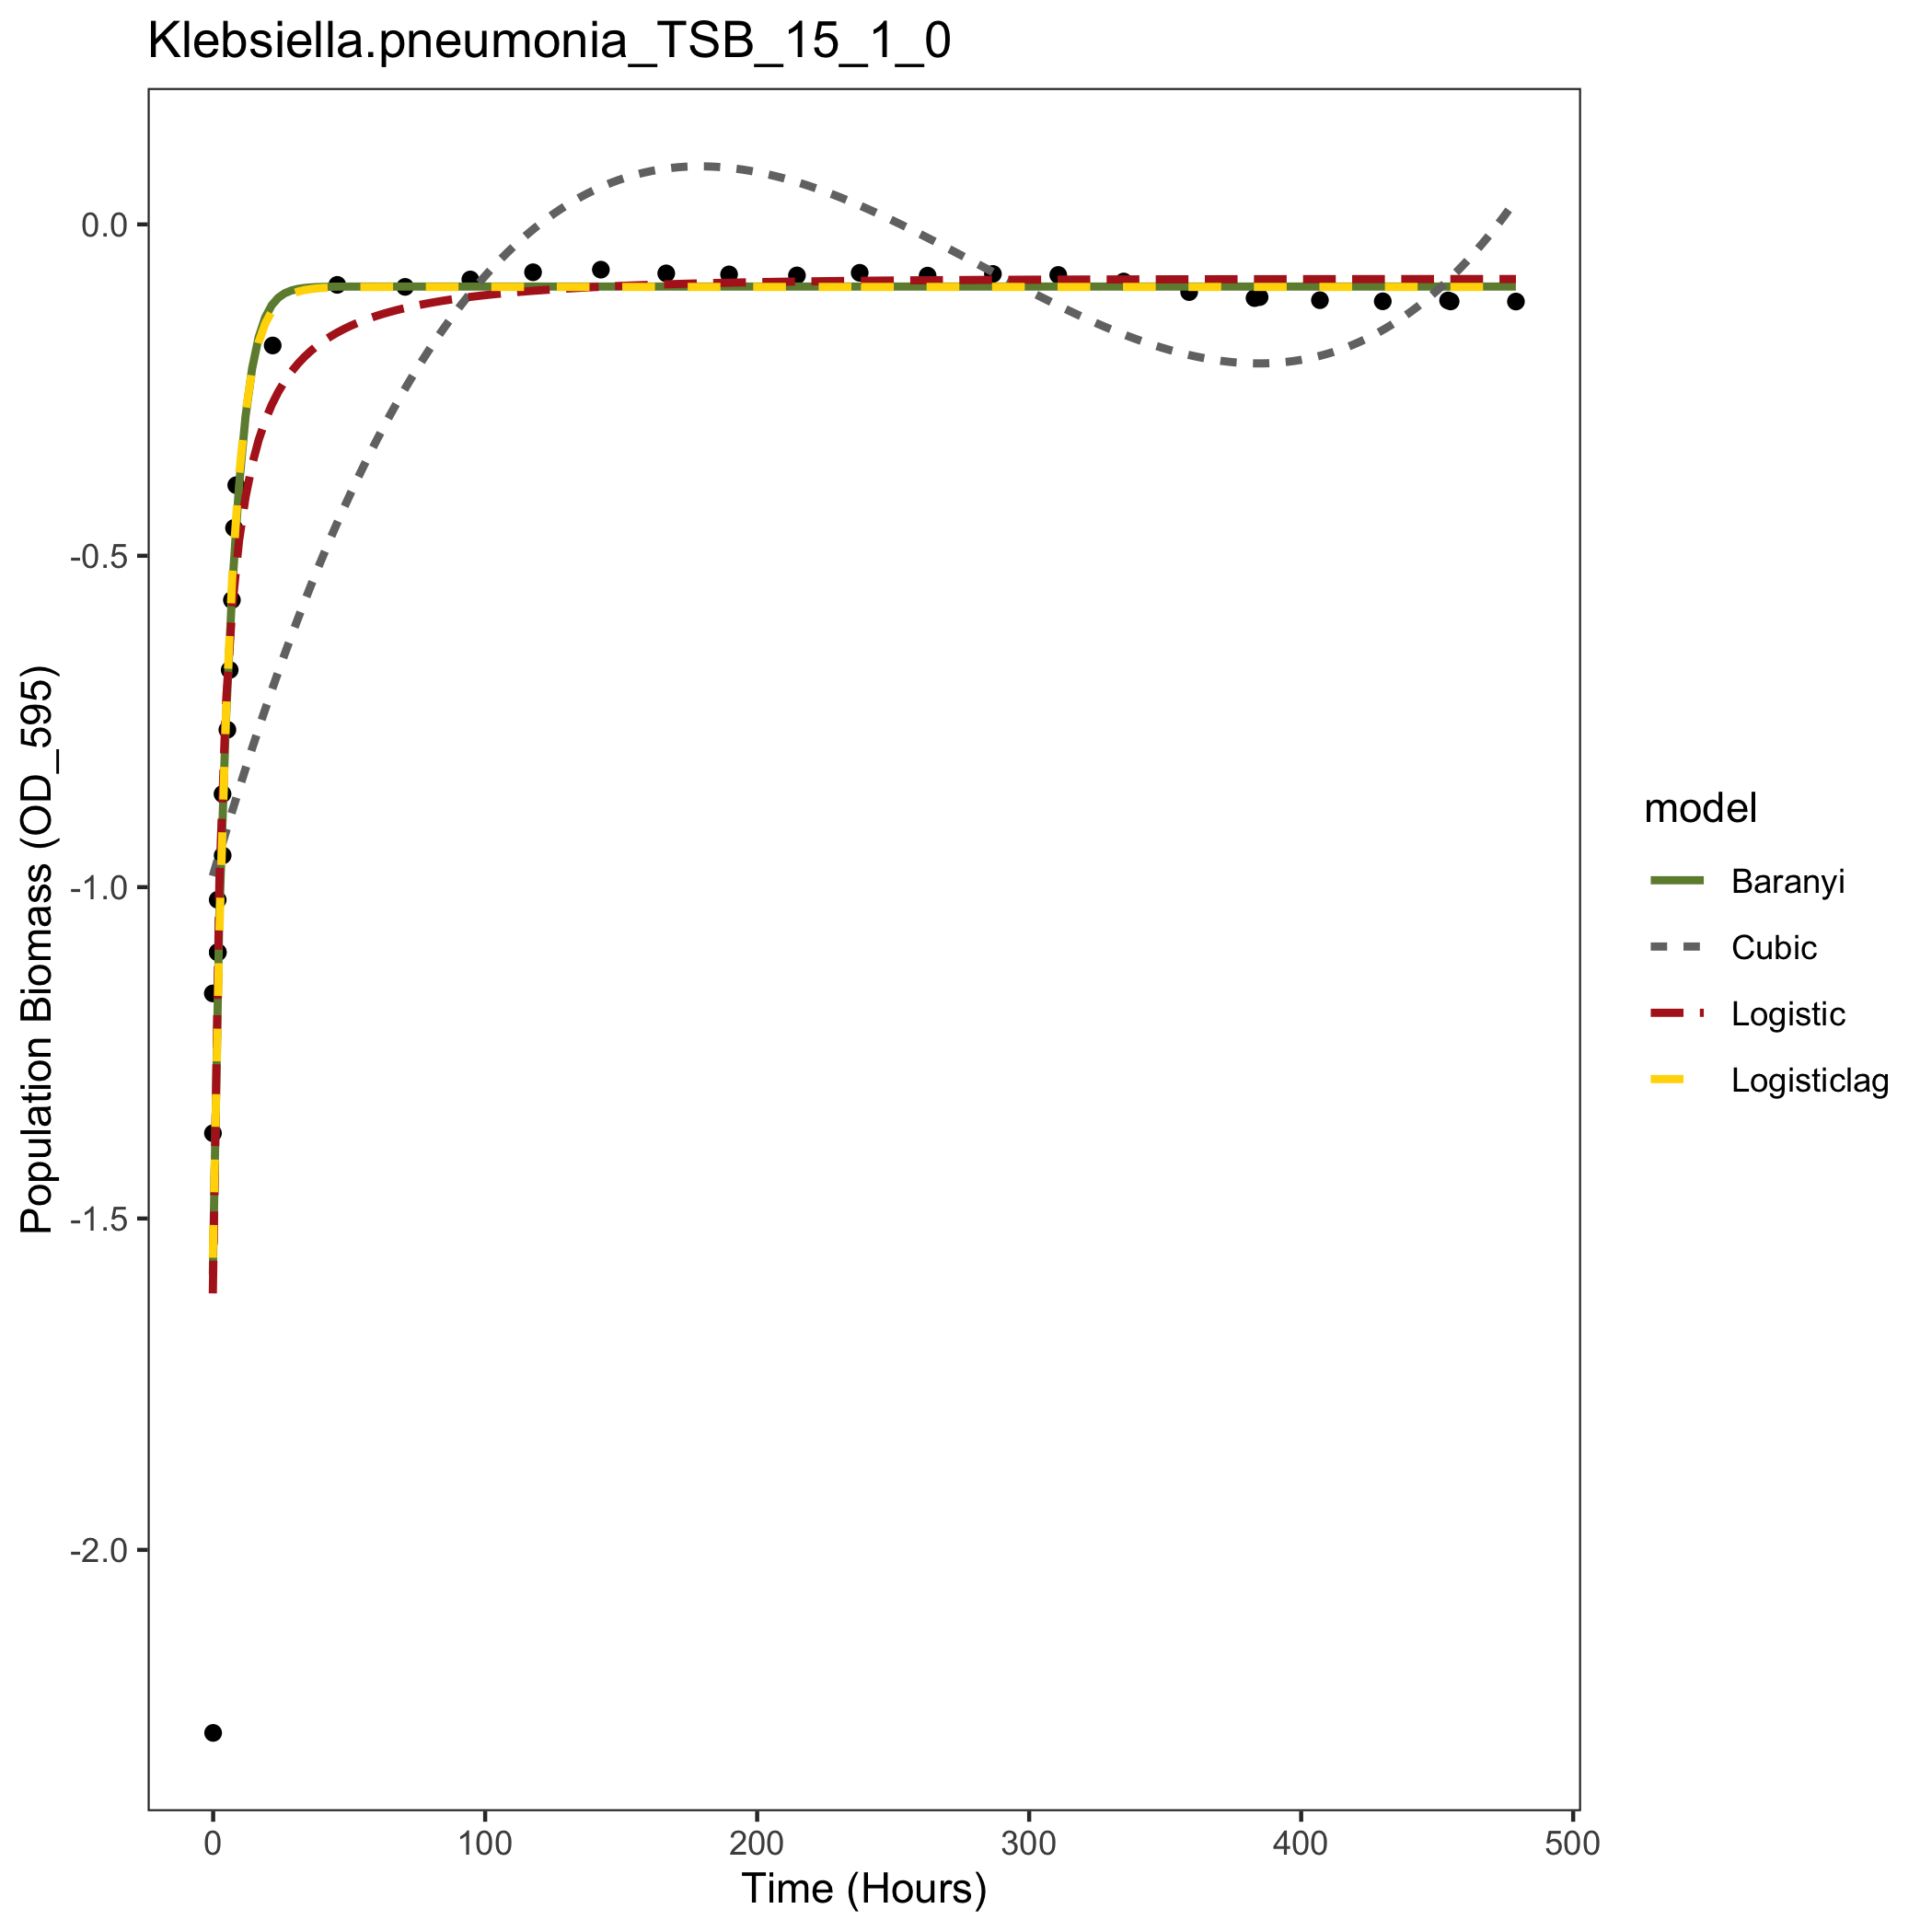 Klebsiella.pneumonia_TSB_15_1_0
Population Biomass (OD_595)
0.0
-0.5
-1.0
-1.5
-2.0
0 100 200 300 400 500
Time (Hours)
model
Baranyi
Cubic
Logistic
Logisticlag